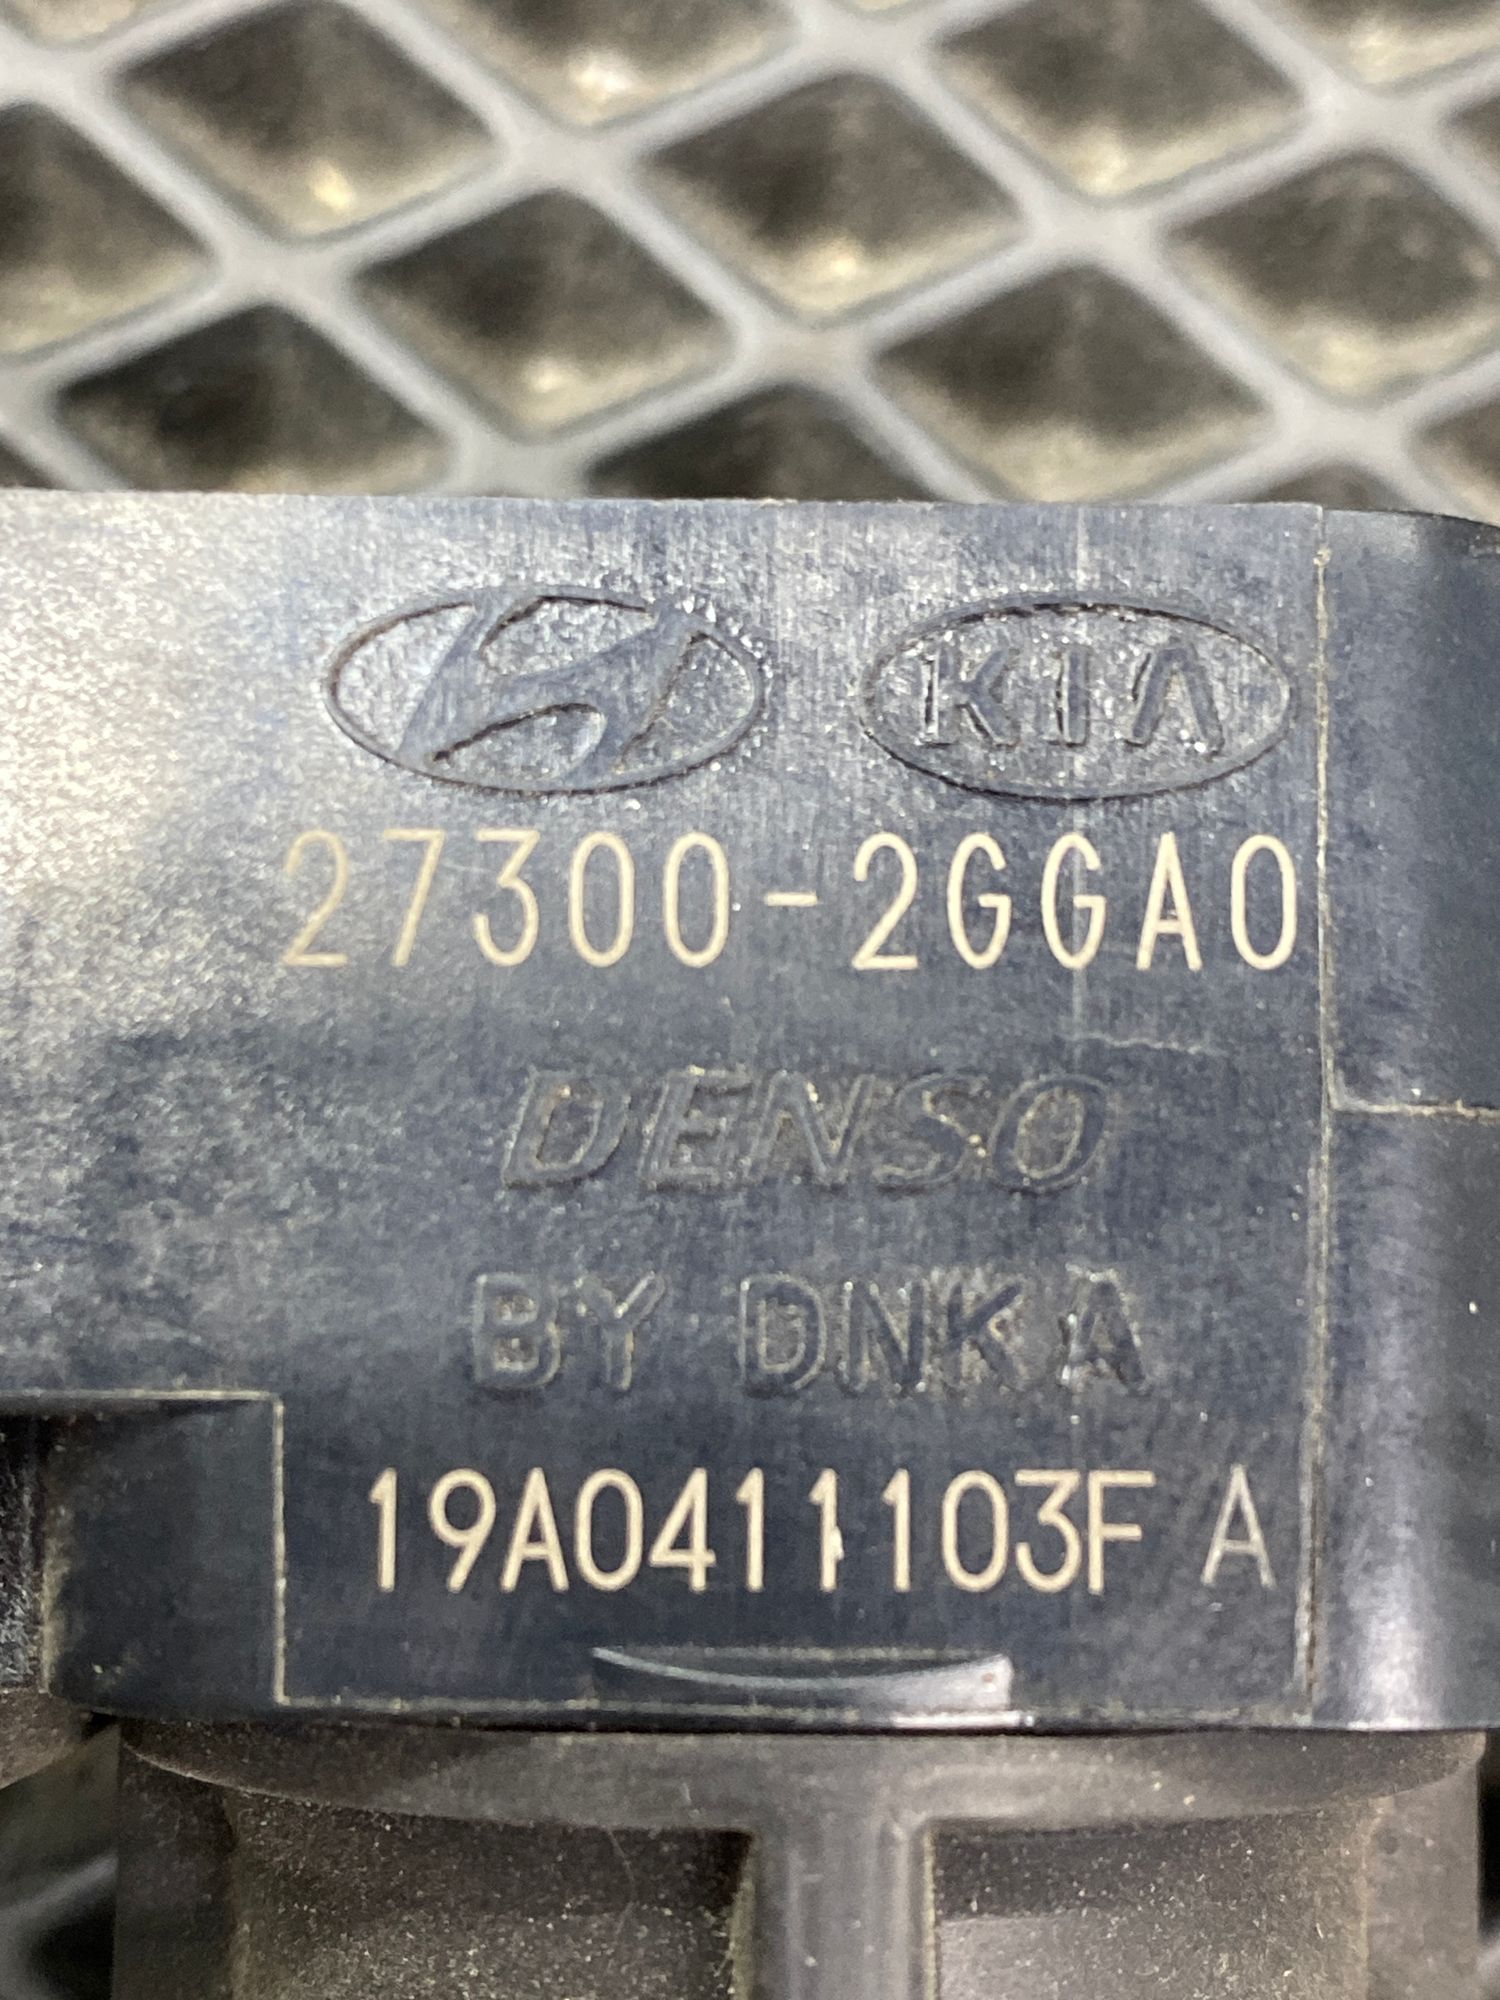 KIA
27300-2GGA0
DENSO
BY DNKA
19A0411103F A